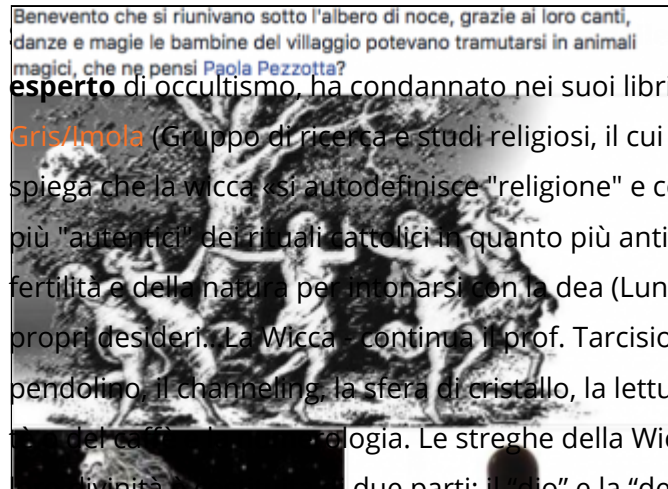 Benevento che si riunivano sotto l'albero di noce, grazie ai loro canti,
danze e magie le bambine del villaggio potevano tramutarsi in animali
magici, che ne pensi Paola Pezzotta?
esperto di occultismo, ha condannato nei suoi libri
Gris/Imola (Gruppo di ricerca e studi religiosi, il cui
spiega che la wicca «si autodefinisce "religione" e
più "autentici" dei rituali cattolici in quanto più anti
fertilità e della natura per intonarsi con la dea (Lun
propri desideri.. La Wicca - continua il prof. Tarcisio
pendolino, il channeling, la sfera di cristallo, la lettu
del caffè ologia. Le streghe della Wic
divinità due parti: il “dio” e la “de